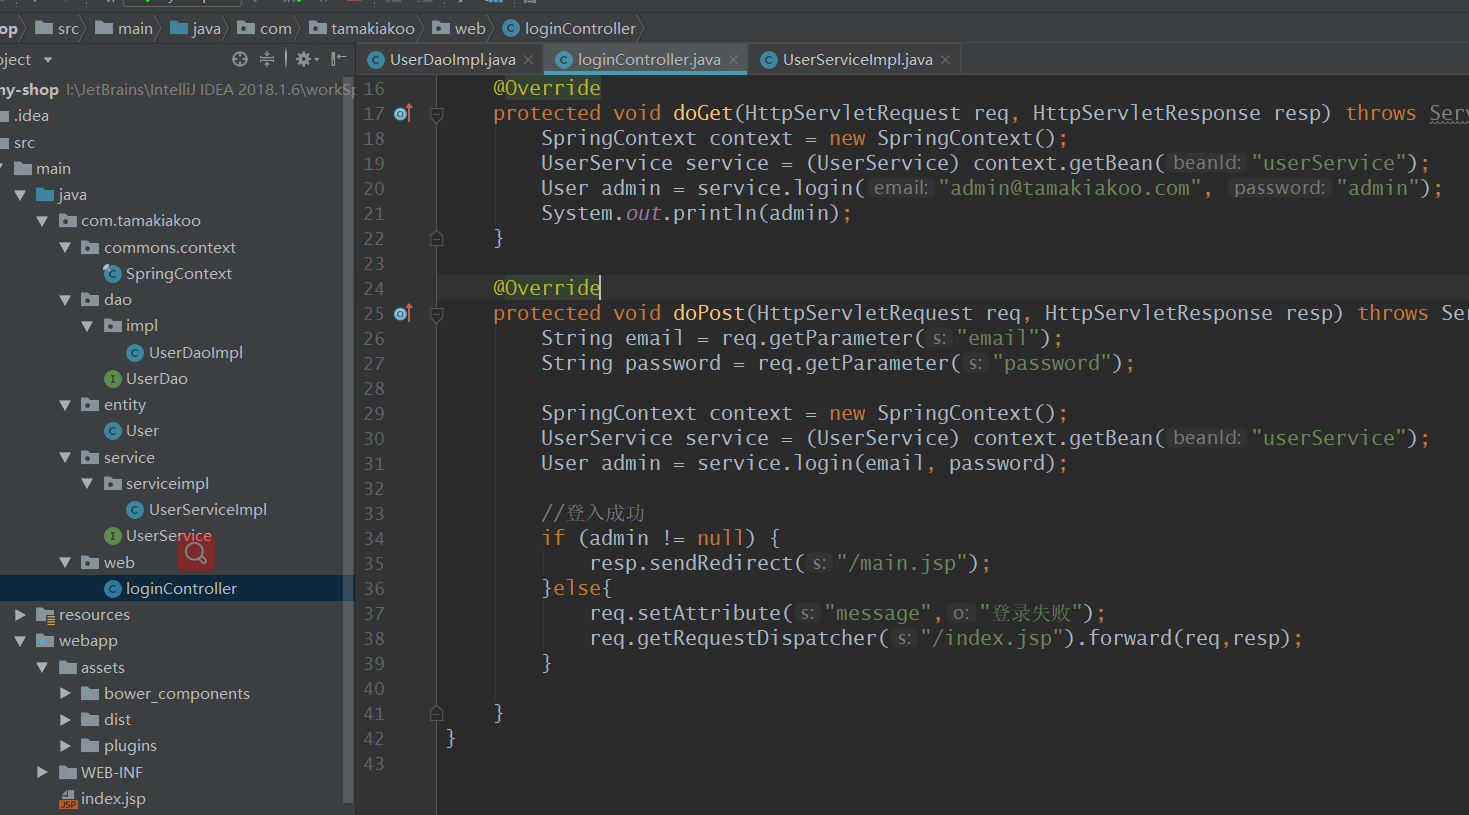 op src main java com tamakiakoo web loginController
oject
UserDaoImpl.java loginController.java UserServiceImpl.java
my-shop I:\JetBrains\IntelliJ IDEA 2018.1.6\workSp
.idea
src
main
java
com.tamakiakoo
commons.context
SpringContext
dao
impl
UserDaoImpl
UserDao
entity
User
service
serviceimpl
UserServiceImpl
UserService
web
loginController
resources
webapp
assets
bower_components
dist
plugins
WEB-INF
index.jsp
16 @Override
17 protected void doGet(HttpServletRequest req, HttpServletResponse resp) throws Serv
18 SpringContext context = new SpringContext();
19 UserService service = (UserService) context.getBean( beanId: "userService");
20 User admin = service.login( email: "admin@tamakiakoo.com", password: "admin");
21 System.out.println(admin);
22 }
23
24 @Override
25 protected void doPost(HttpServletRequest req, HttpServletResponse resp) throws Ser
26 String email = req.getParameter( s: "email");
27 String password = req.getParameter( s: "password");
28
29 SpringContext context = new SpringContext();
30 UserService service = (UserService) context.getBean( beanId: "userService");
31 User admin = service.login(email, password);
32
33 //登入成功
34 if (admin != null) {
35 resp.sendRedirect( s: "/main.jsp");
36 }else{
37 req.setAttribute( s: "message", o: "登录失败");
38 req.getRequestDispatcher( s: "/index.jsp").forward(req,resp);
39 }
40
41 }
42 }
43